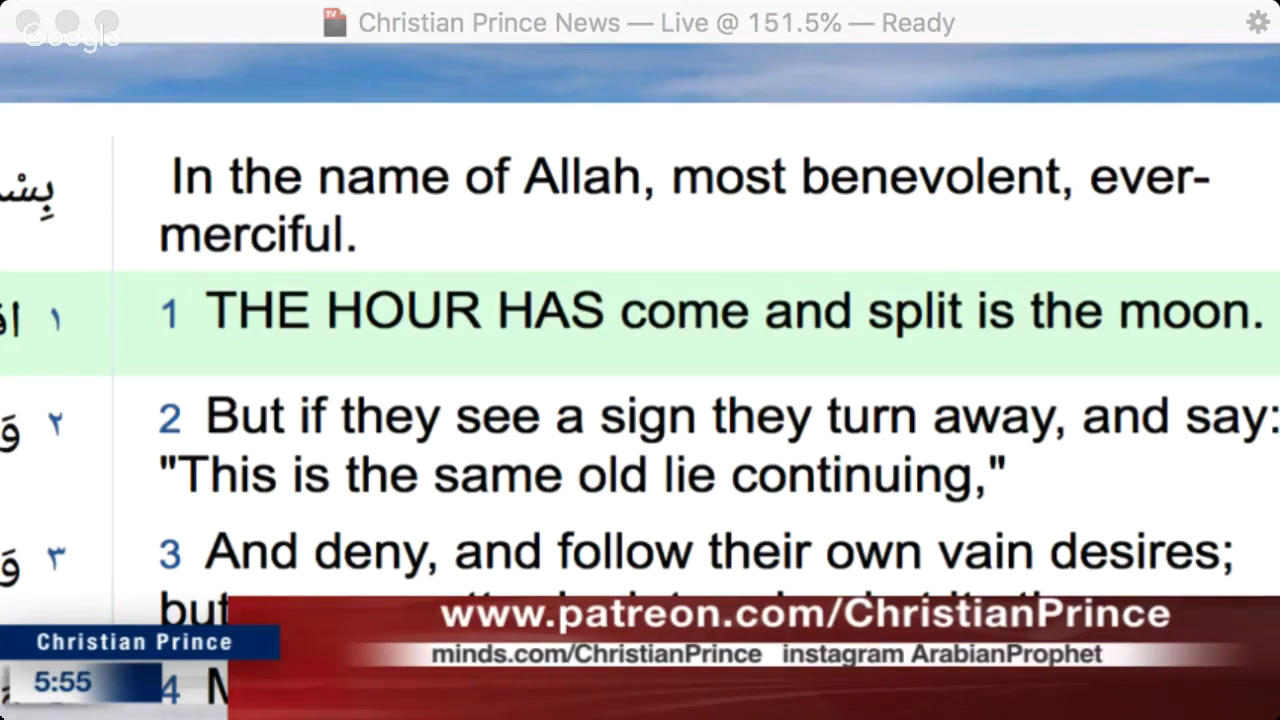 Christian Prince News — Live @ 151.5% — Ready
Google
In the name of Allah, most benevolent, ever-
merciful.
١
1 THE HOUR HAS come and split is the moon.
٢
2 But if they see a sign they turn away, and say:
"This is the same old lie continuing,"
٣
3 And deny, and follow their own vain desires;
but
www.patreon.com/ChristianPrince
Christian Prince
minds.com/ChristianPrince instagram ArabianProphet
5:55
4